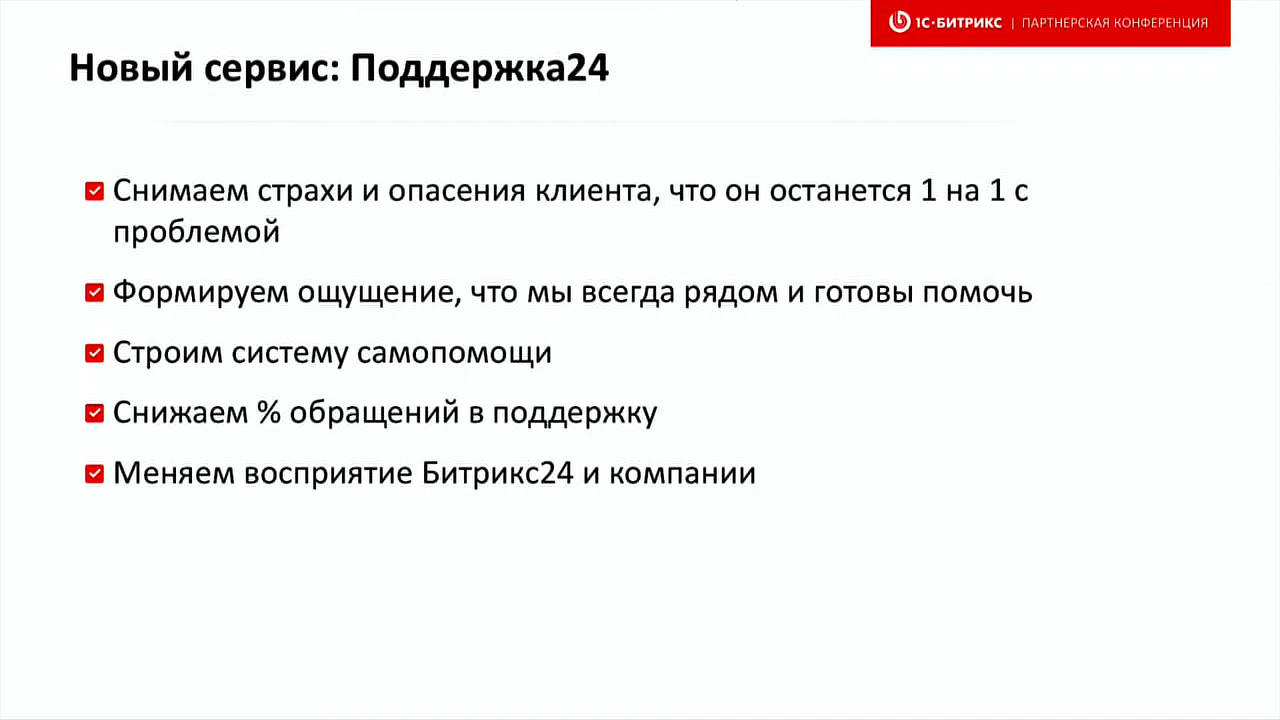 1С-БИТРИКС | ПАРТНЕРСКАЯ КОНФЕРЕНЦИЯ
Новый сервис: Поддержка24
Снимаем страхи и опасения клиента, что он останется 1 на 1 с
проблемой
Формируем ощущение, что мы всегда рядом и готовы помочь
Строим систему самопомощи
Снижаем % обращений в поддержку
Меняем восприятие Битрикс24 и компании